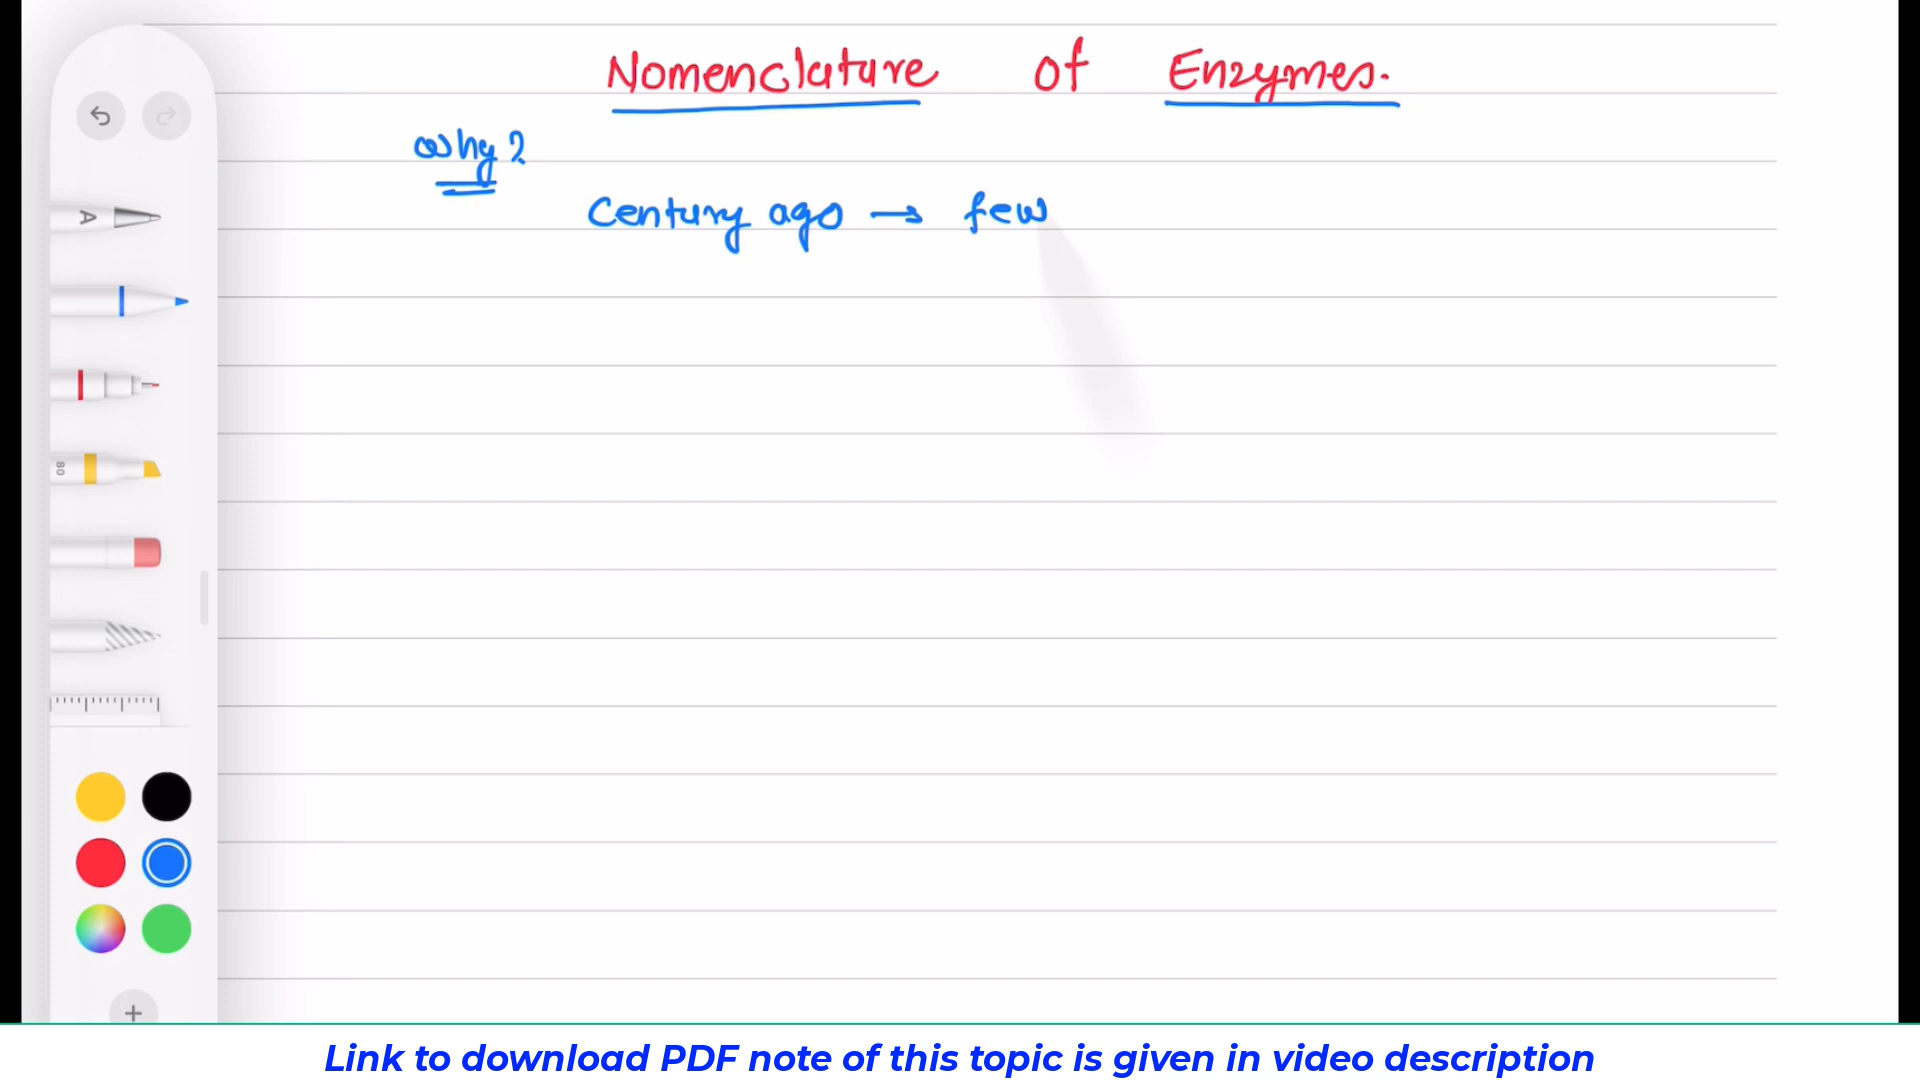 Nomenclature of Enzymes.
Why?
Century ago → few
A
80
Link to download PDF note of this topic is given in video description